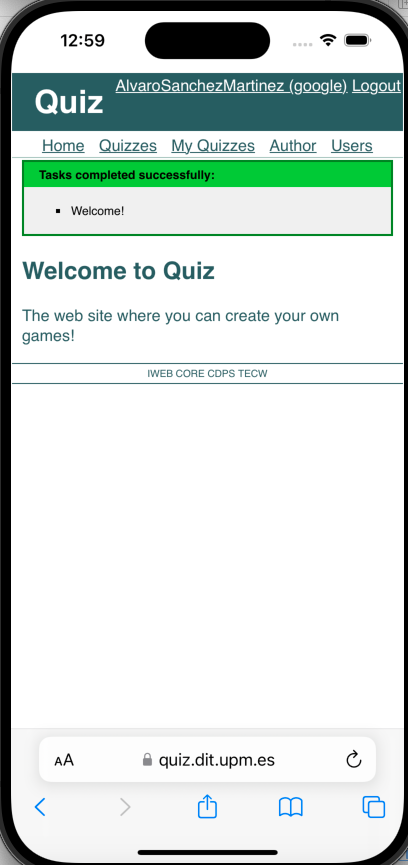 12:59
AlvaroSanchezMartinez (google) Logout
Quiz
Home Quizzes My Quizzes Author Users
Tasks completed successfully:
Welcome!
Welcome to Quiz
The web site where you can create your own
games!
IWEB CORE CDPS TECW
AA quiz.dit.upm.es